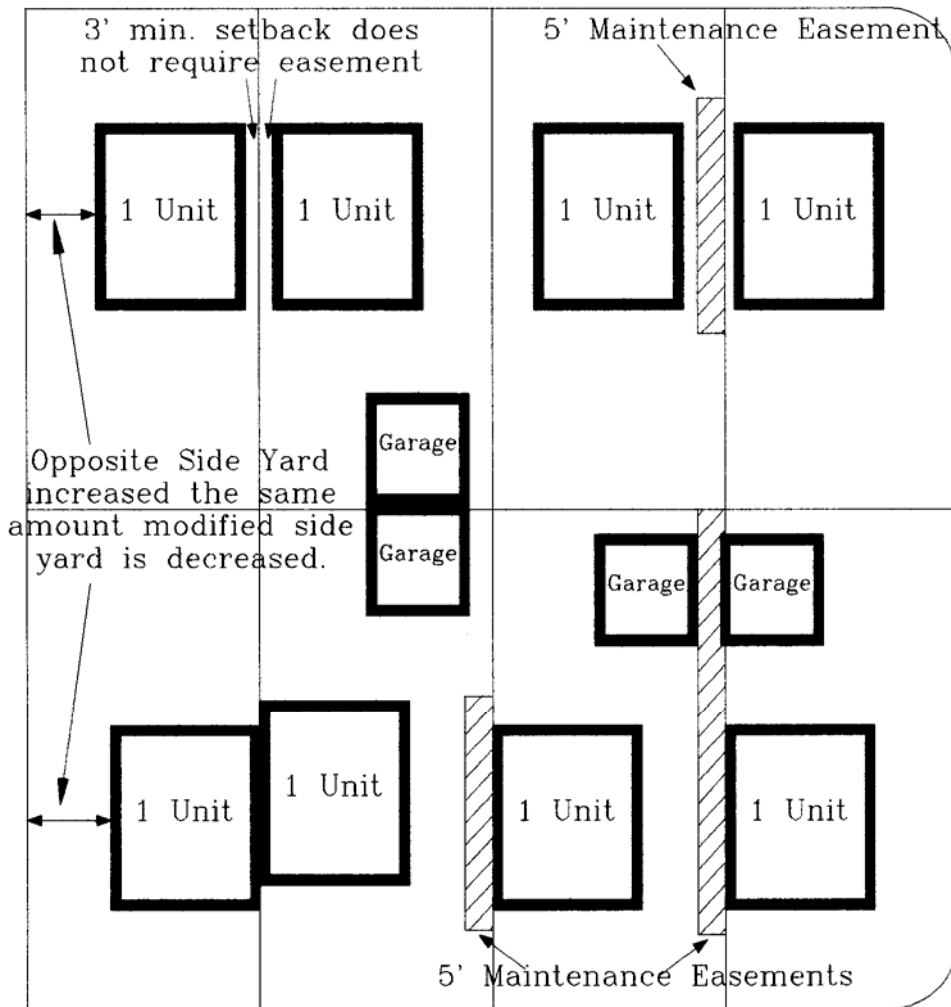 3' min. setback does
not require easement
5' Maintenance Easement
1 Unit
1 Unit
1 Unit
1 Unit
Garage
Opposite Side Yard
increased the same
amount modified side
yard is decreased.
Garage
Garage
Garage
1 Unit
1 Unit
1 Unit
1 Unit
5' Maintenance Easements